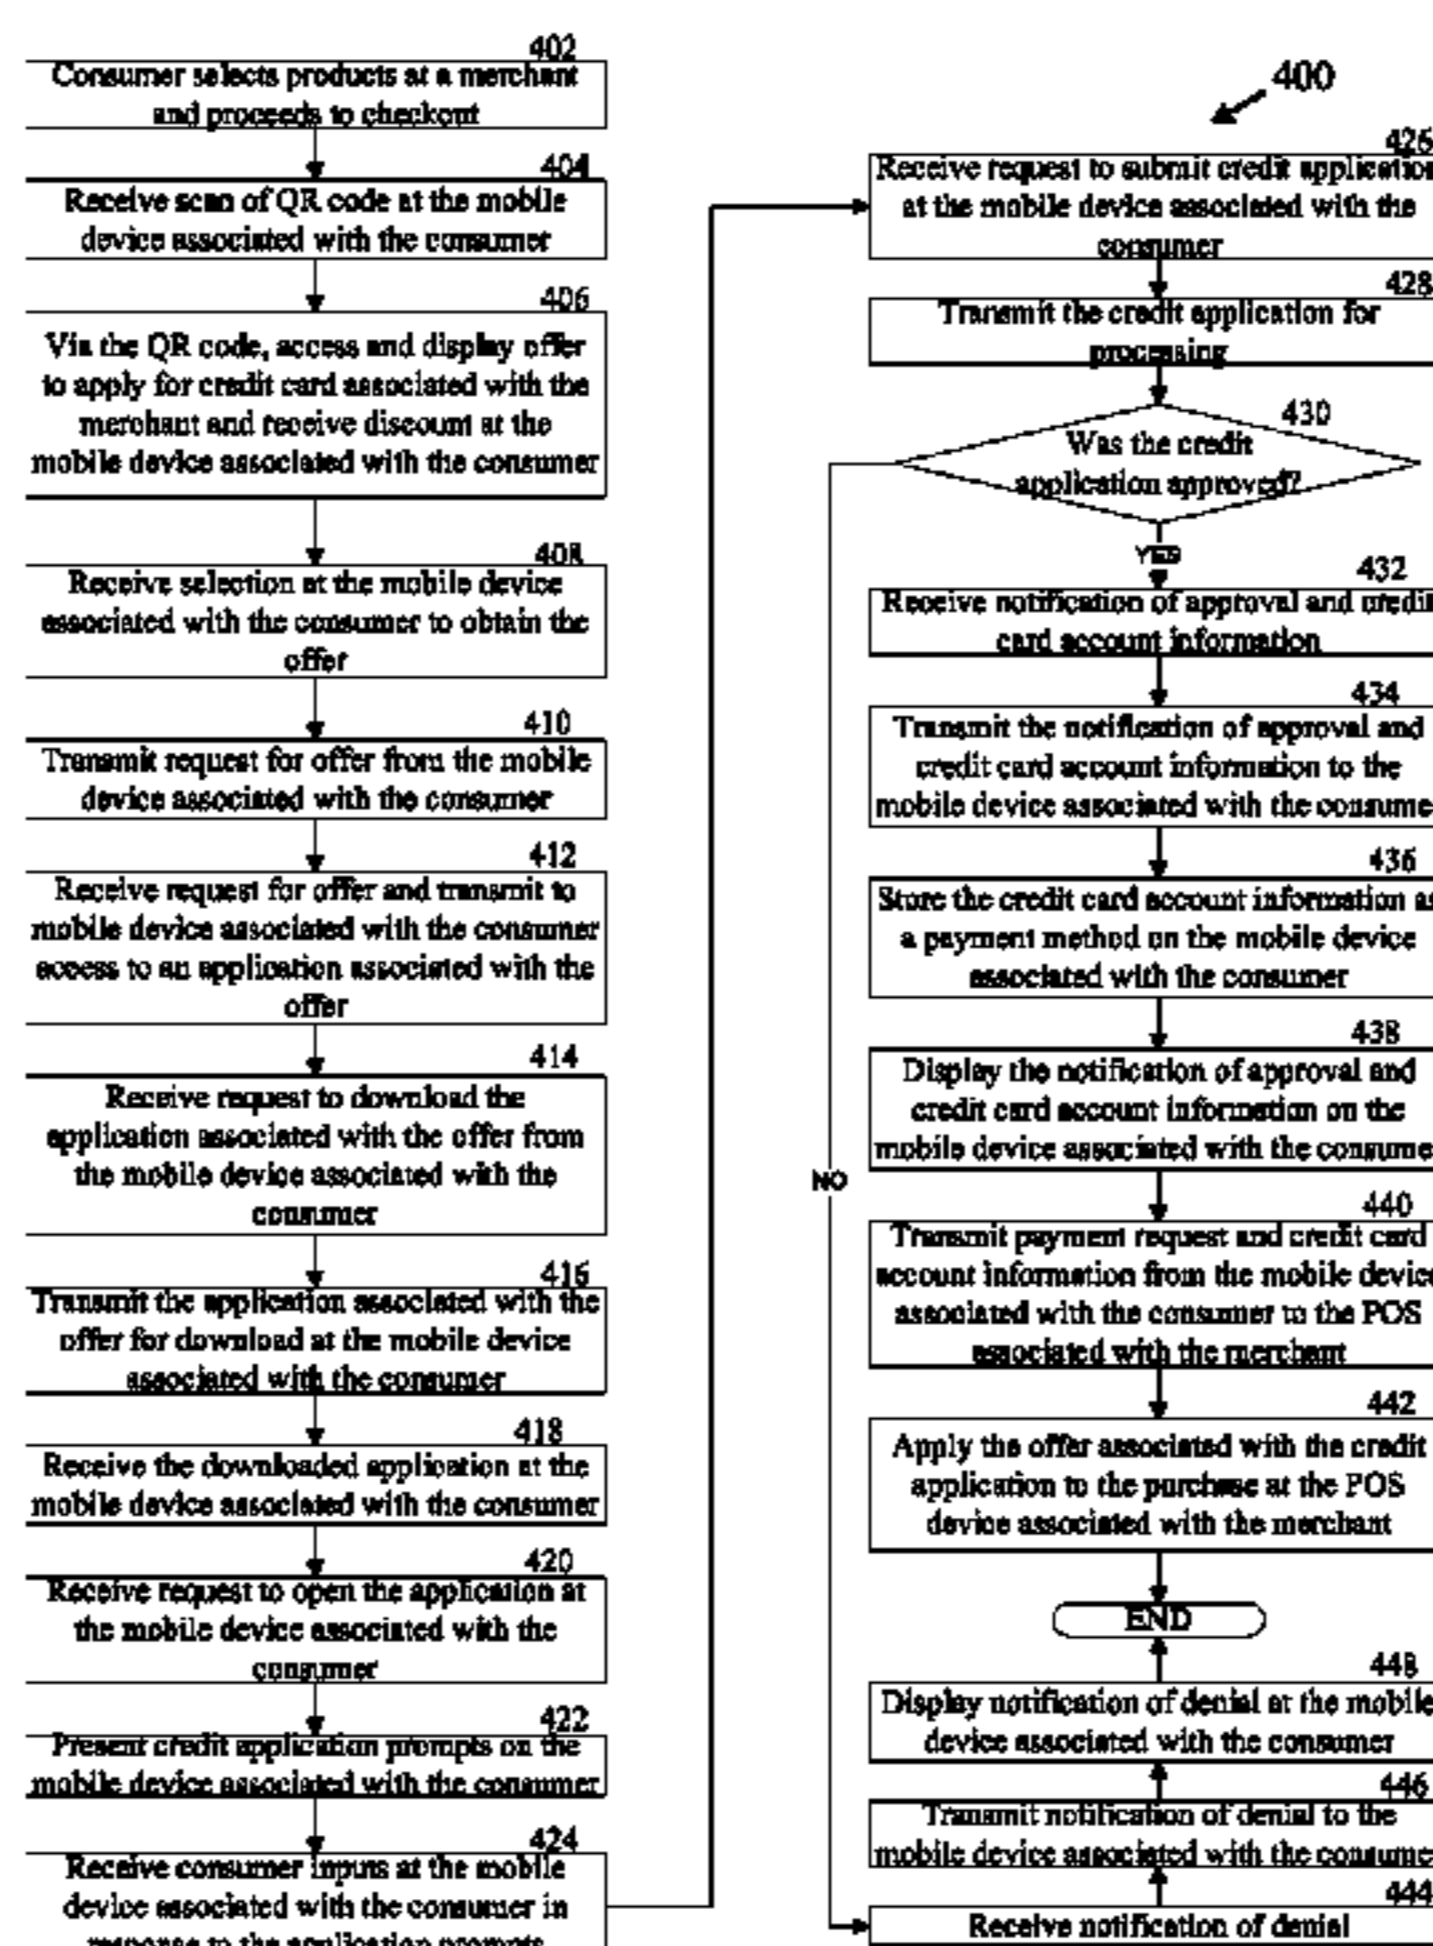 402
Consumer selects products at a merchant
and proceeds to checkout
404
Receive scan of QR code at the mobile
device associated with the consumer
406
Via the QR code, access and display offer
to apply for credit card associated with the
merchant and receive discount at the
mobile device associated with the consumer
408
Receive selection at the mobile device
associated with the consumer to obtain the
offer
410
Transmit request for offer from the mobile
device associated with the consumer
412
Receive request for offer and transmit to
mobile device associated with the consumer
access to an application associated with the
offer
414
Receive request to download the
application associated with the offer from
the mobile device associated with the
consumer
416
Transmit the application associated with the
offer for download at the mobile device
associated with the consumer
418
Receive the downloaded application at the
mobile device associated with the consumer
420
Receive request to open the application at
the mobile device associated with the
consumer
422
Present credit application prompts on the
mobile device associated with the consumer
424
Receive consumer inputs at the mobile
device associated with the consumer in
response to the application prompts
400
426
Receive request to submit credit application
at the mobile device associated with the
consumer
428
Transmit the credit application for
processing
430
Was the credit
application approved?
YES
432
Receive notification of approval and credit
card account information
434
Transmit the notification of approval and
credit card account information to the
mobile device associated with the consume
436
Store the credit card account information as
a payment method on the mobile device
associated with the consumer
438
Display the notification of approval and
credit card account information on the
mobile device associated with the consume
NO
440
Transmit payment request and credit card
account information from the mobile device
associated with the consumer to the POS
associated with the merchant
442
Apply the offer associated with the credit
application to the purchase at the POS
device associated with the merchant
END
448
Display notification of denial at the mobile
device associated with the consumer
446
Transmit notification of denial to the
mobile device associated with the consume
444
Receive notification of denial